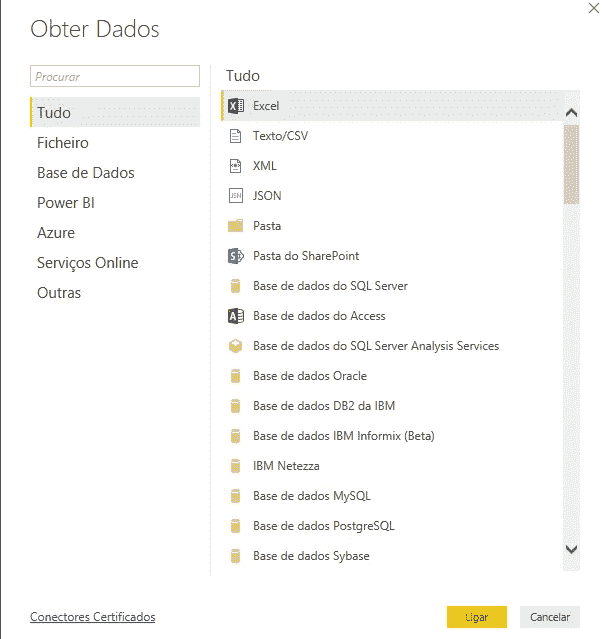 Obter Dados
Procurar
Tudo
Ficheiro
Base de Dados
Power BI
Azure
Serviços Online
Outras
Tudo
Excel
Texto/CSV
XML
JSON
Pasta
Pasta do SharePoint
Base de dados do SQL Server
Base de dados do Access
Base de dados do SQL Server Analysis Services
Base de dados Oracle
Base de dados DB2 da IBM
Base de dados IBM Informix (Beta)
IBM Netezza
Base de dados MySQL
Base de dados PostgreSQL
Base de dados Sybase
Conectores Certificados
Ligar
Cancelar